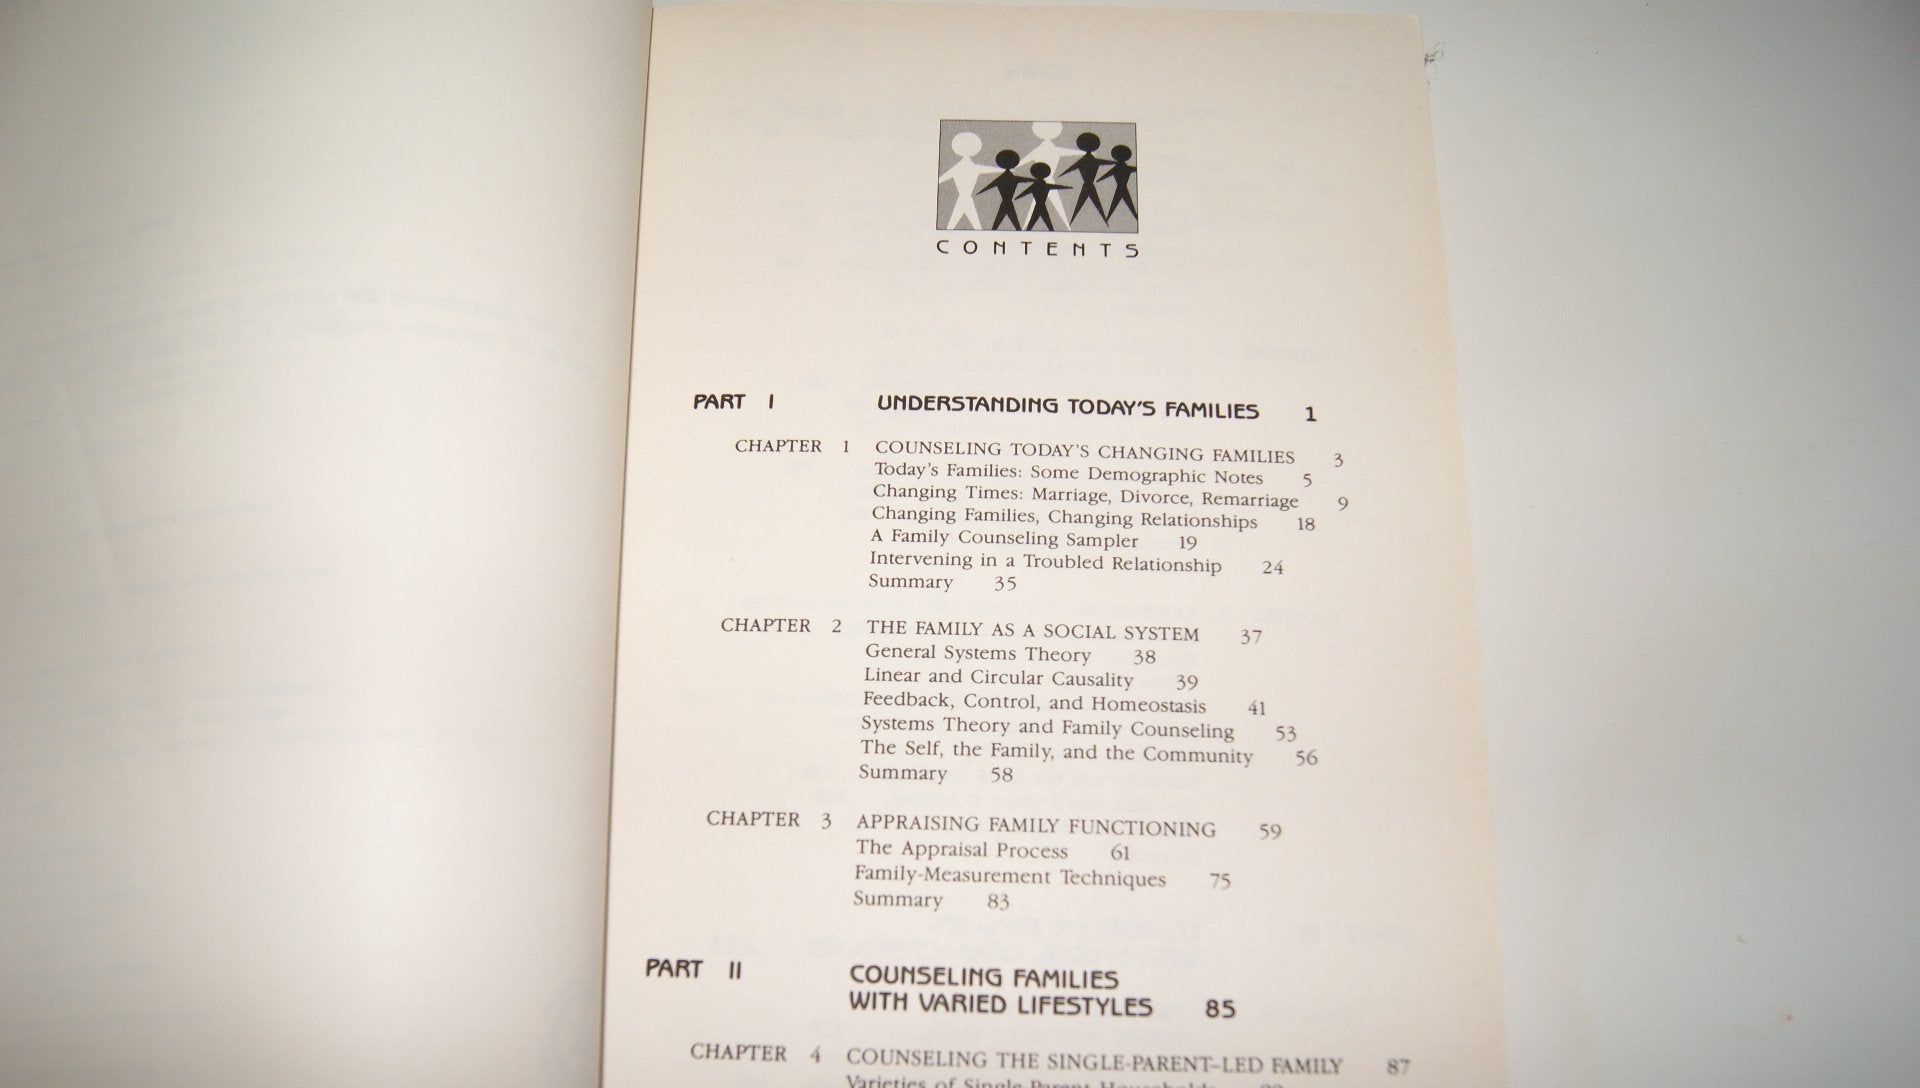 CONTENTS
PART I UNDERSTANDING TODAY'S FAMILIES 1
CHAPTER 1 COUNSELING TODAY'S CHANGING FAMILIES 3
Today's Families: Some Demographic Notes 5
Changing Times: Marriage, Divorce, Remarriage 9
Changing Families, Changing Relationships 18
A Family Counseling Sampler 19
Intervening in a Troubled Relationship 24
Summary 35
CHAPTER 2 THE FAMILY AS A SOCIAL SYSTEM 37
General Systems Theory 38
Linear and Circular Causality 39
Feedback, Control, and Homeostasis 41
Systems Theory and Family Counseling 53
The Self, the Family, and the Community 56
Summary 58
CHAPTER 3 APPRAISING FAMILY FUNCTIONING 59
The Appraisal Process 61
Family-Measurement Techniques 75
Summary 83
PART II COUNSELING FAMILIES
WITH VARIED LIFESTYLES 85
CHAPTER 4 COUNSELING THE SINGLE-PARENT–LED FAMILY 87
Varieties of Single-Parent Households